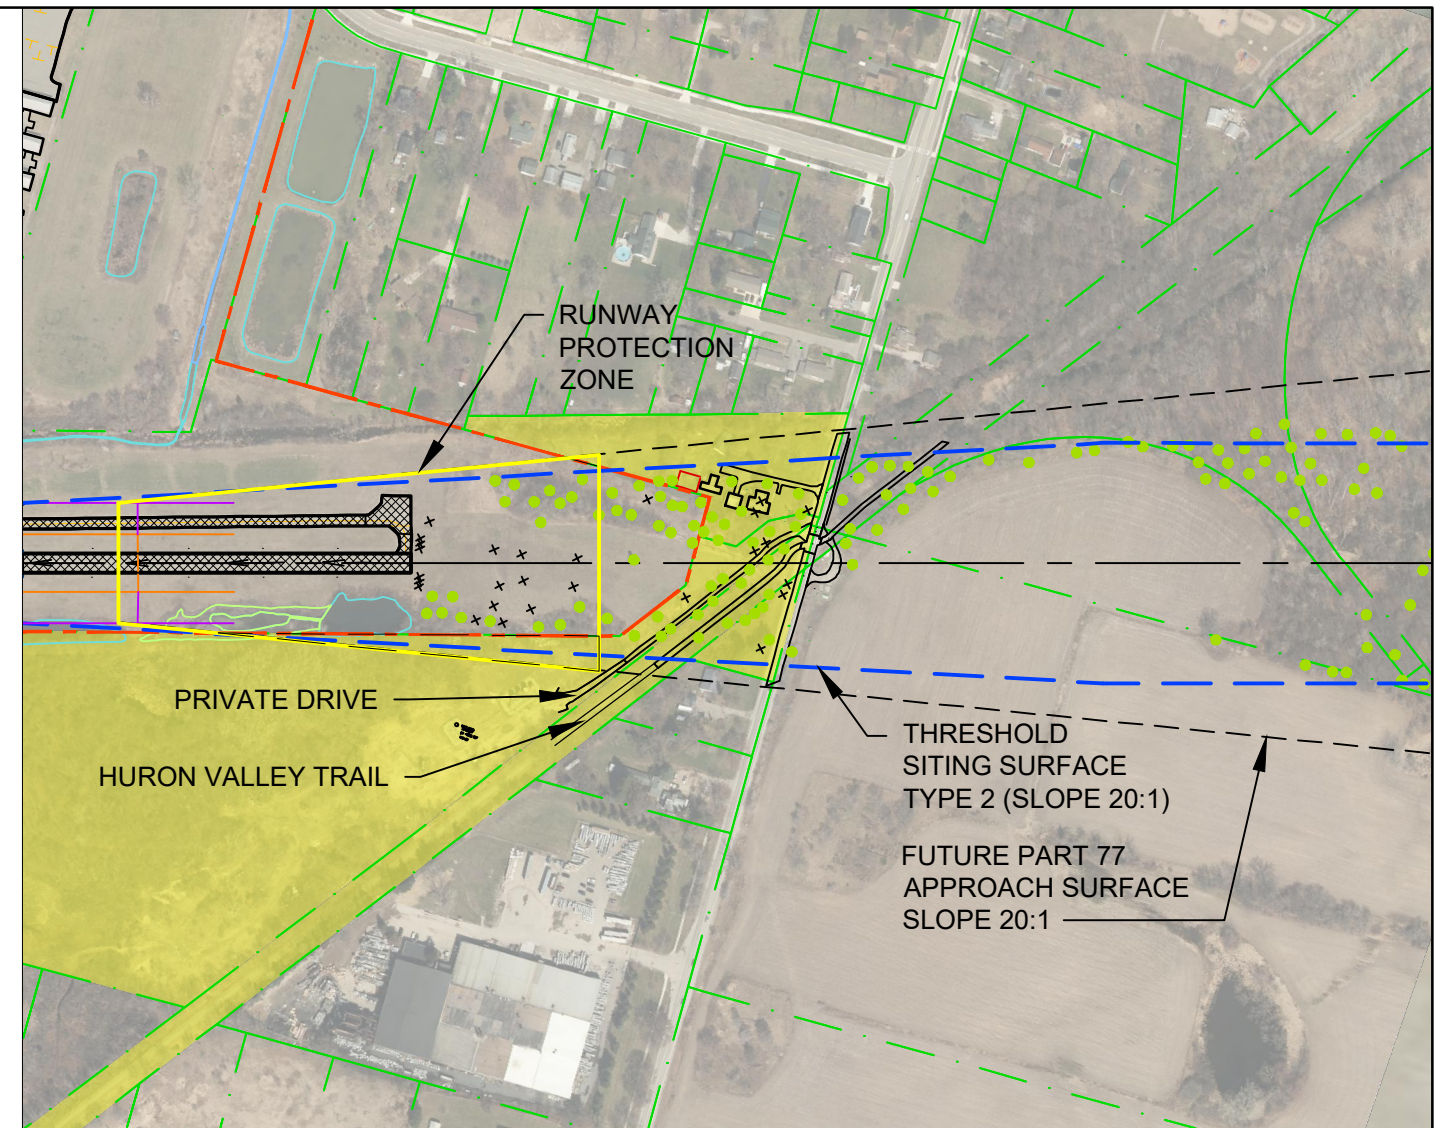 RUNWAY
PROTECTION
ZONE
PRIVATE DRIVE
HURON VALLEY TRAIL
THRESHOLD
SITING SURFACE
TYPE 2 (SLOPE 20:1)
FUTURE PART 77
APPROACH SURFACE
SLOPE 20:1